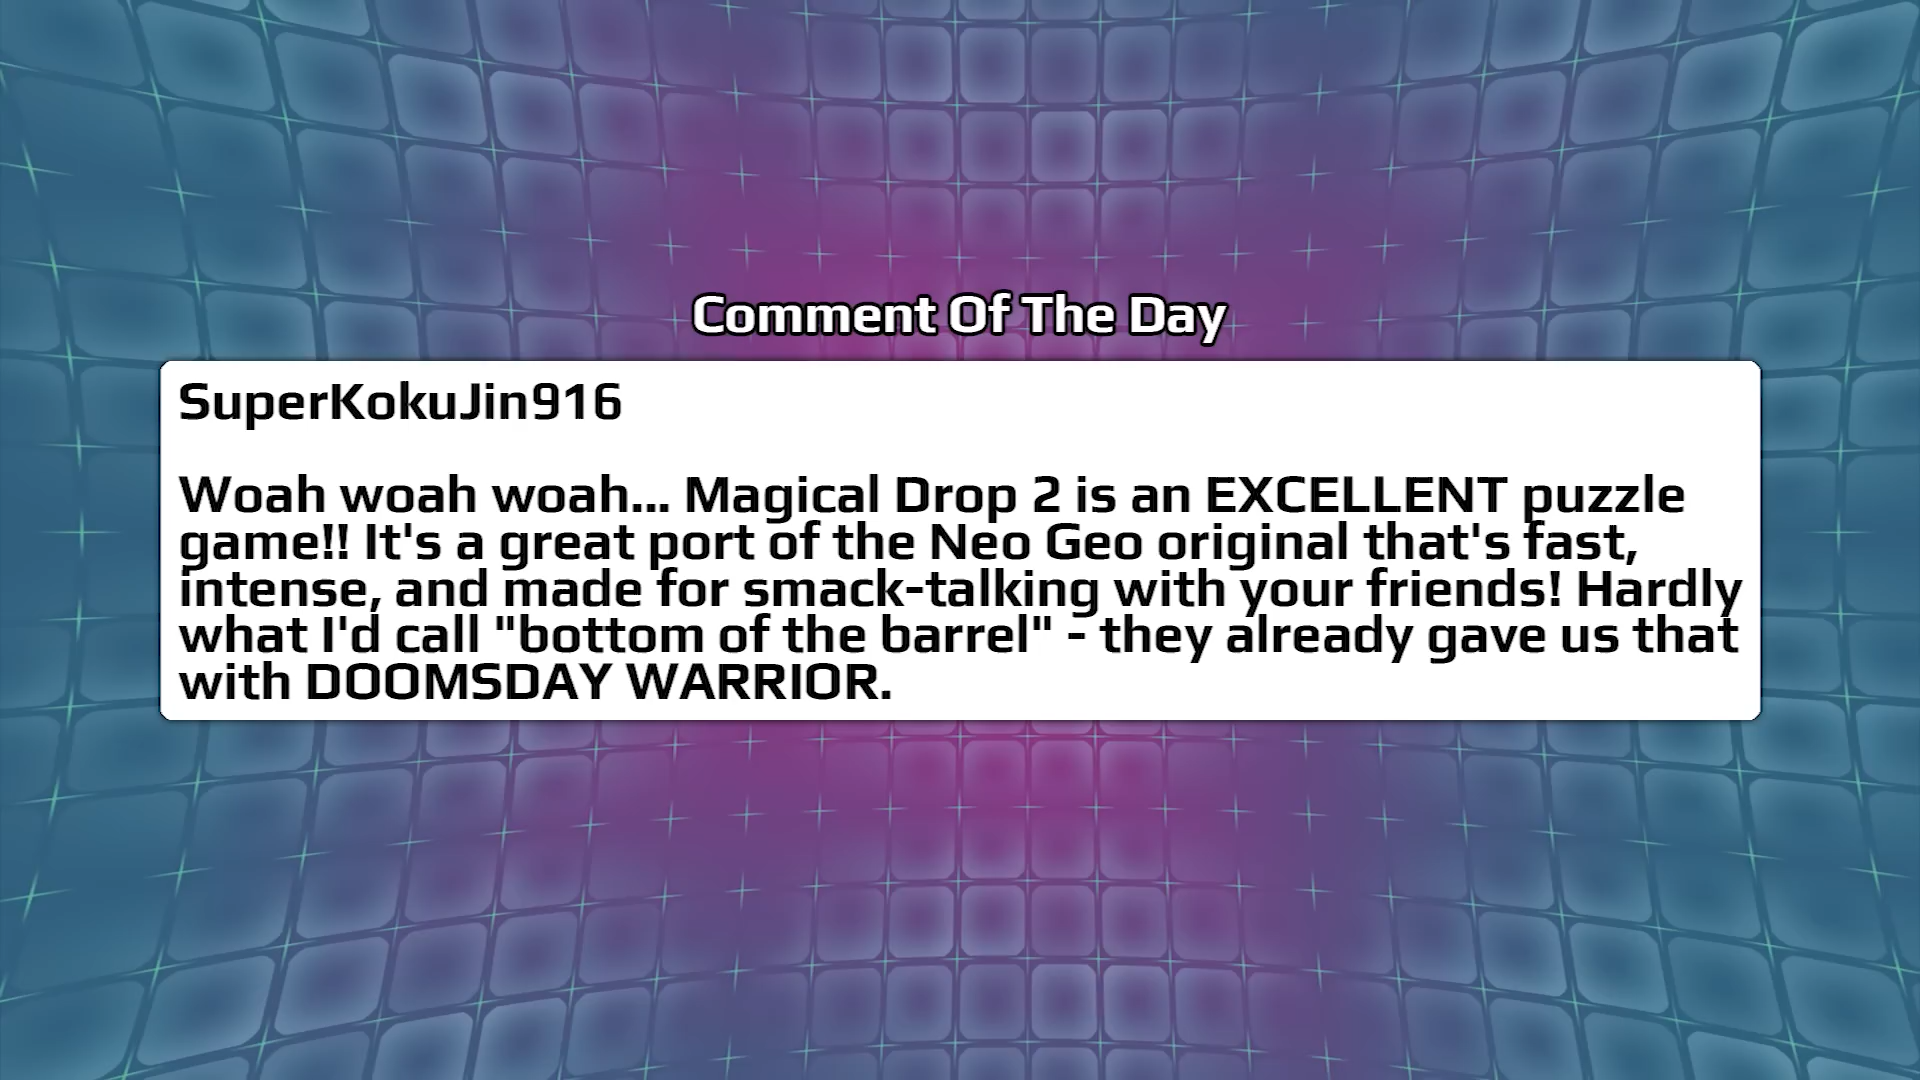 Comment Of The Day
SuperKokuJin916
Woah woah woah... Magical Drop 2 is an EXCELLENT puzzle
game!! It's a great port of the Neo Geo original that's fast,
intense, and made for smack-talking with your friends! Hardly
what I'd call "bottom of the barrel" - they already gave us that
with DOOMSDAY WARRIOR.